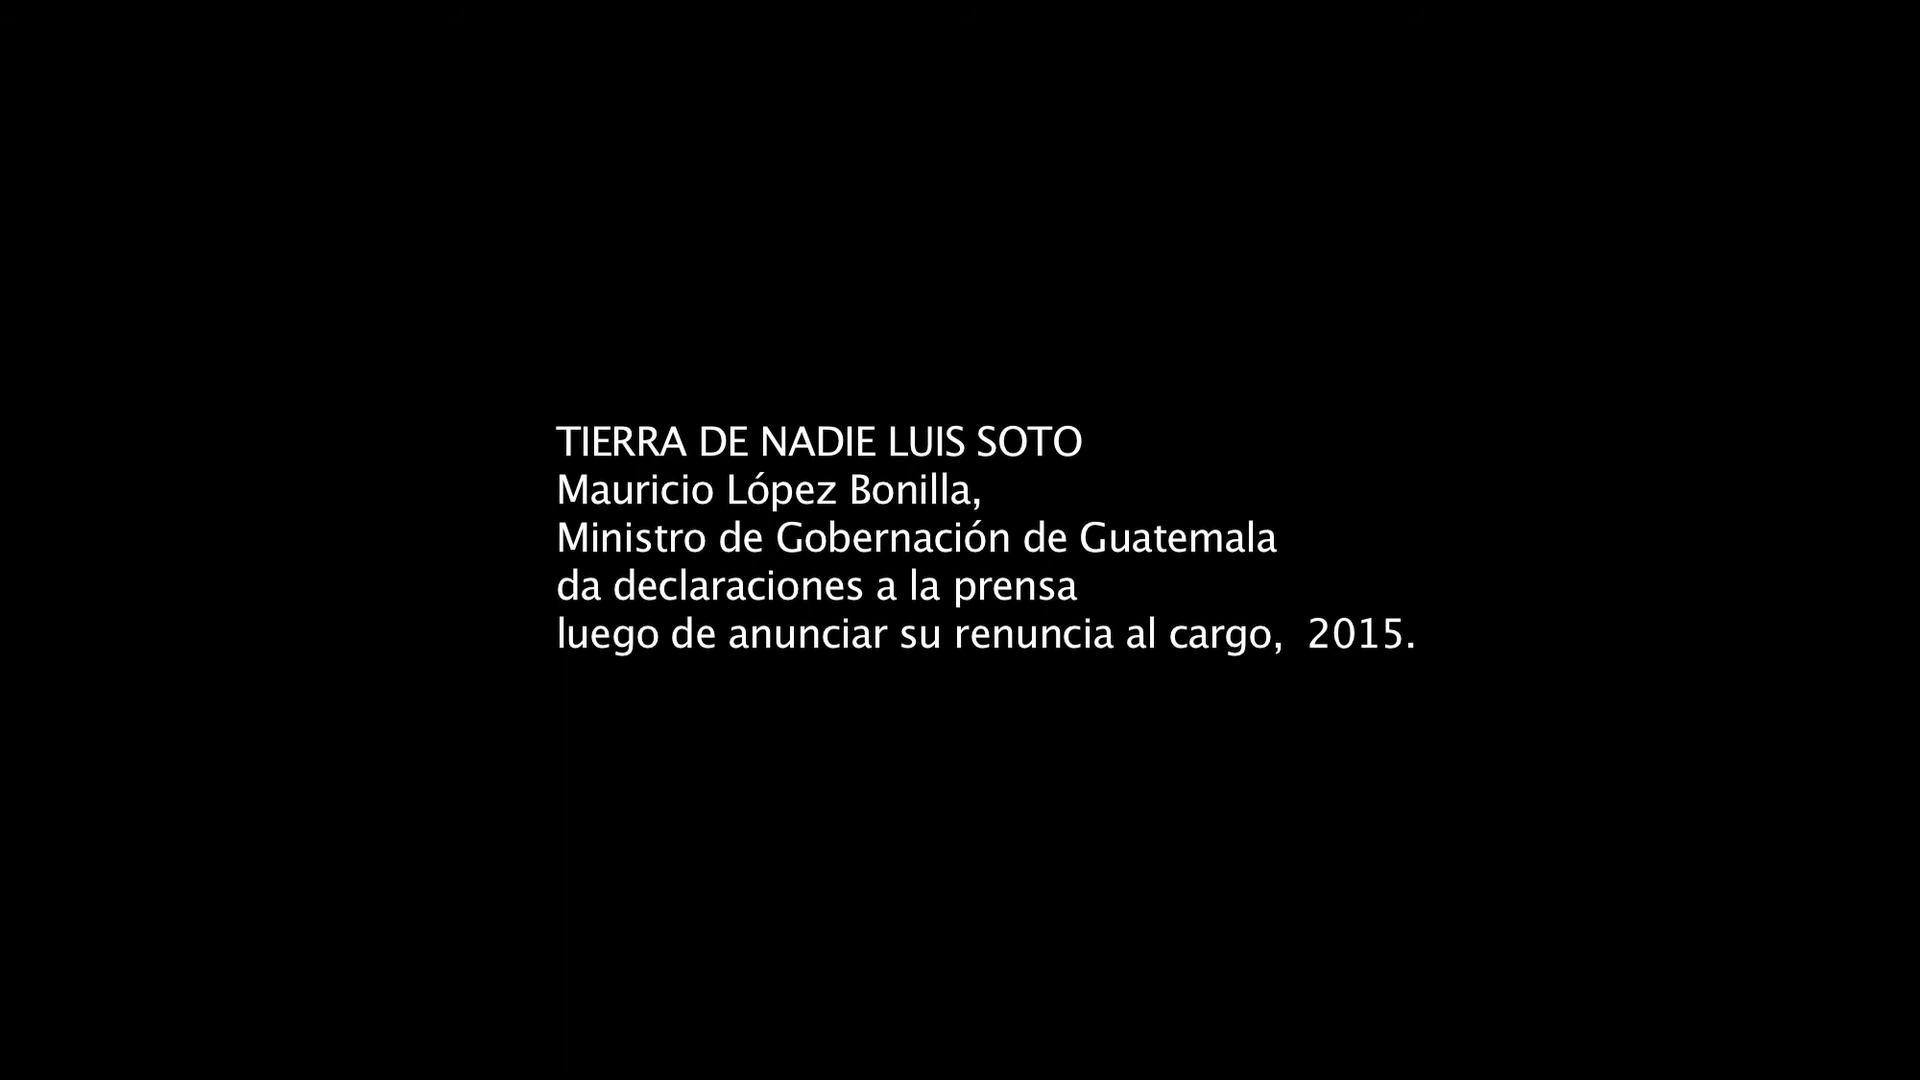 TIERRA DE NADIE LUIS SOTO
Mauricio López Bonilla,
Ministro de Gobernación de Guatemala
da declaraciones a la prensa
luego de anunciar su renuncia al cargo,  2015.